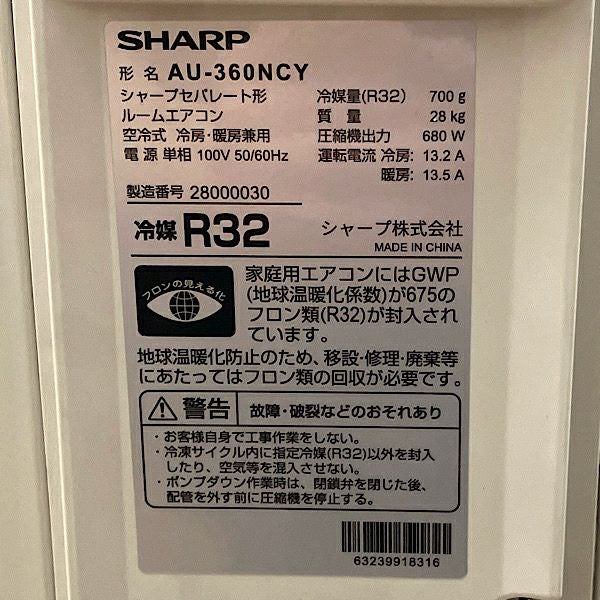 SHARP
形 名 AU-360NCY
シャープセパレート形 冷媒量(R32) 700 g
ルームエアコン 質 量 28 kg
空冷式 冷房・暖房兼用 圧縮機出力 680 W
電 源 単相 100V 50/60Hz 運転電流 冷房: 13.2 A
暖房: 13.5 A
製造番号 28000030
冷媒 R32 シャープ株式会社
MADE IN CHINA
フロンの見える化
家庭用エアコンにはGWP
(地球温暖化係数)が675の
フロン類(R32)が封入され
ています。
地球温暖化防止のため、移設・修理・廃棄等
にあたってはフロン類の回収が必要です。
警告 故障・破裂などのおそれあり
・お客様自身で工事作業をしない。
・冷凍サイクル内に指定冷媒(R32)以外を封入
したり、空気等を混入させない。
・ポンプダウン作業時は、閉鎖弁を閉じた後、
配管を外す前に圧縮機を停止する。
63239918316